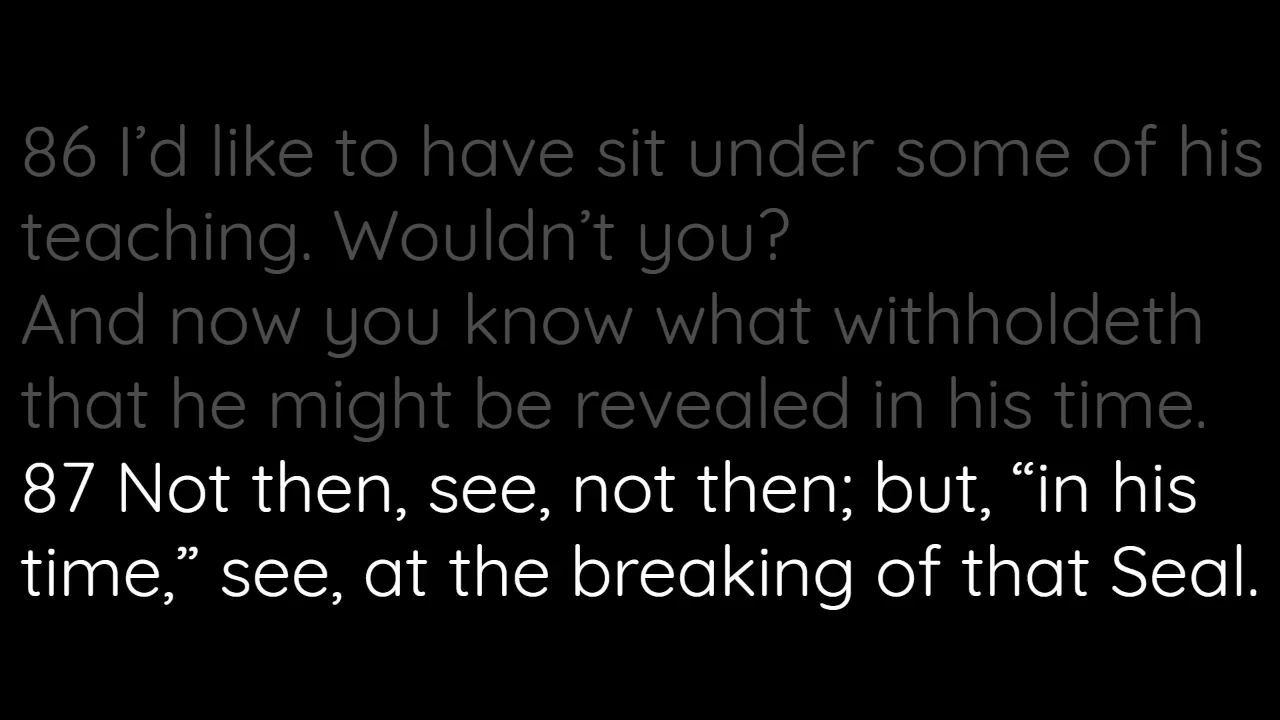 86 I’d like to have sit under some of his
teaching. Wouldn’t you?
And now you know what withholdeth
that he might be revealed in his time.
87 Not then, see, not then; but, “in his
time,” see, at the breaking of that Seal.